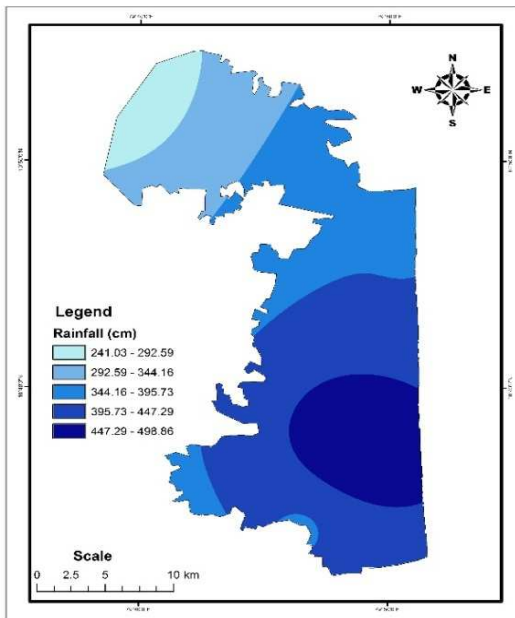 N
W E
S
Legend
Rainfall (cm)
241.03 - 292.59
292.59 - 344.16
344.16 - 395.73
395.73 - 447.29
447.29 - 498.86
Scale
0 2.5 5 10 km